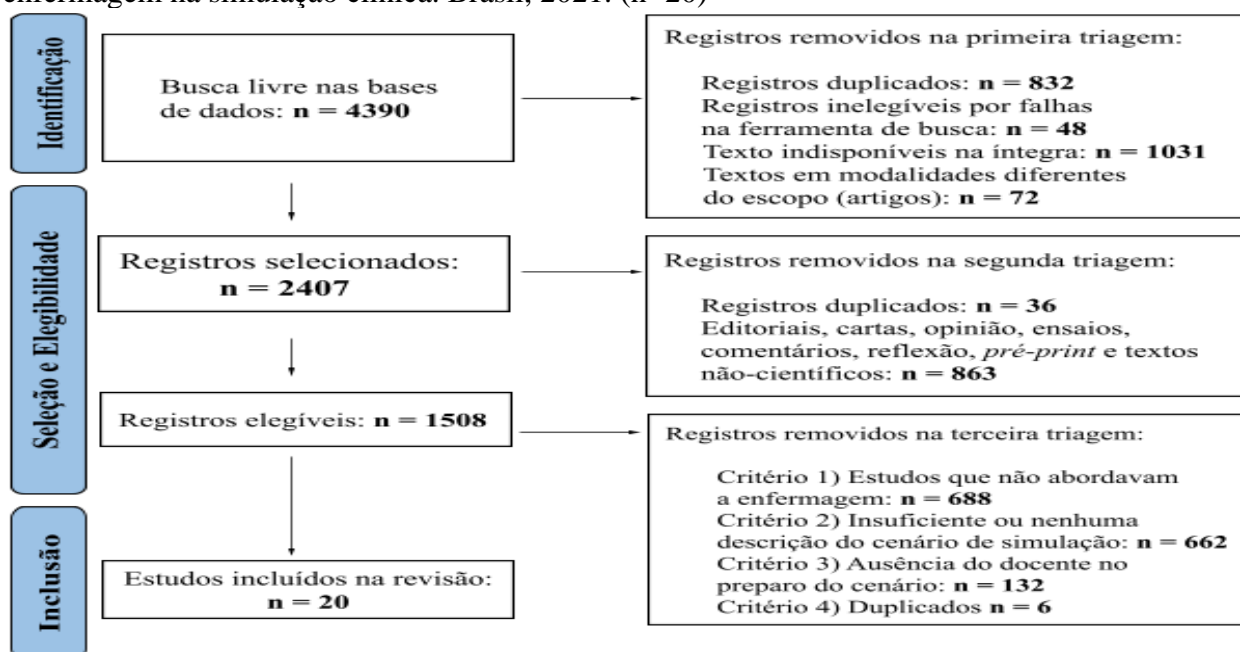 enfermagem na simulação clínica. Brasil, 2021. (n=20)
Identificação
Busca livre nas bases
de dados: n = 4390
Registros removidos na primeira triagem:
Registros duplicados: n = 832
Registros inelegíveis por falhas
na ferramenta de busca: n = 48
Texto indisponíveis na íntegra: n = 1031
Textos em modalidades diferentes
do escopo (artigos): n = 72
Seleção e Elegibilidade
Registros selecionados:
n = 2407
Registros removidos na segunda triagem:
Registros duplicados: n = 36
Editoriais, cartas, opinião, ensaios,
comentários, reflexão, pré-print e textos
não-científicos: n = 863
Registros elegíveis: n = 1508
Registros removidos na terceira triagem:
Critério 1) Estudos que não abordavam
a enfermagem: n = 688
Critério 2) Insuficiente ou nenhuma
descrição do cenário de simulação: n = 662
Critério 3) Ausência do docente no
preparo do cenário: n = 132
Critério 4) Duplicados n = 6
Inclusão
Estudos incluídos na revisão:
n = 20